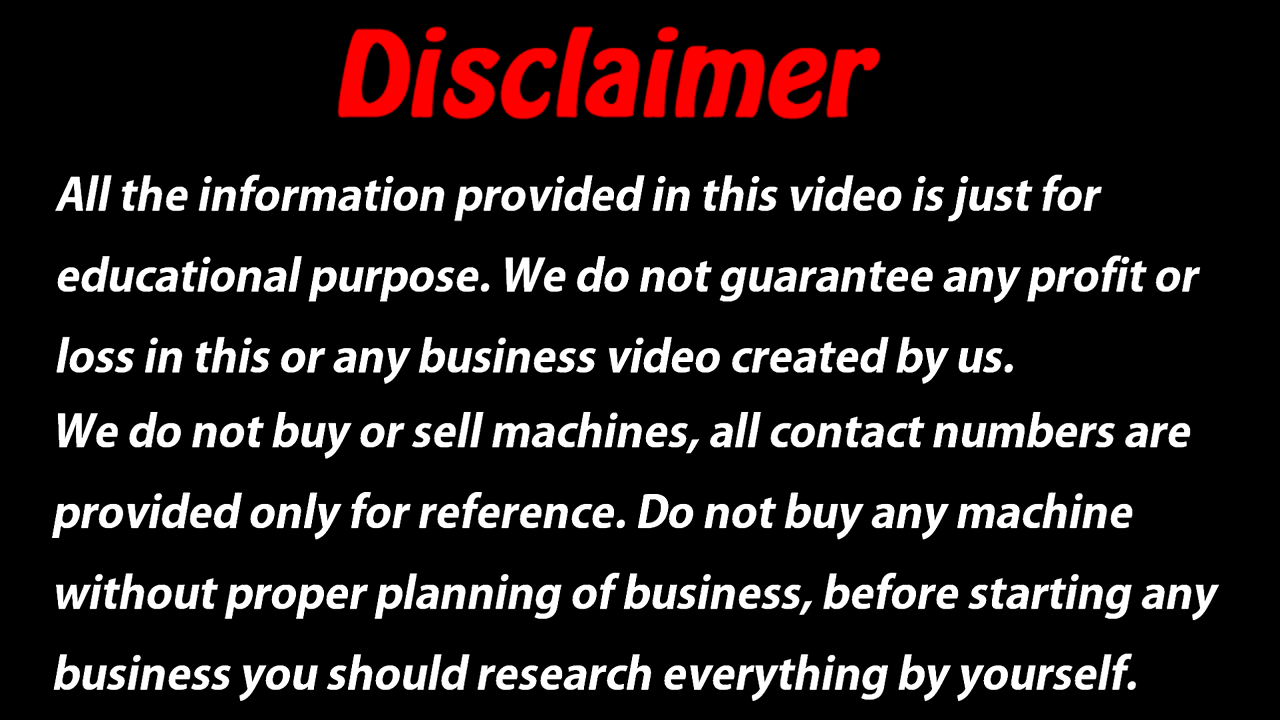 Disclaimer
All the information provided in this video is just for
educational purpose. We do not guarantee any profit or
loss in this or any business video created by us.
We do not buy or sell machines, all contact numbers are
provided only for reference. Do not buy any machine
without proper planning of business, before starting any
business you should research everything by yourself.